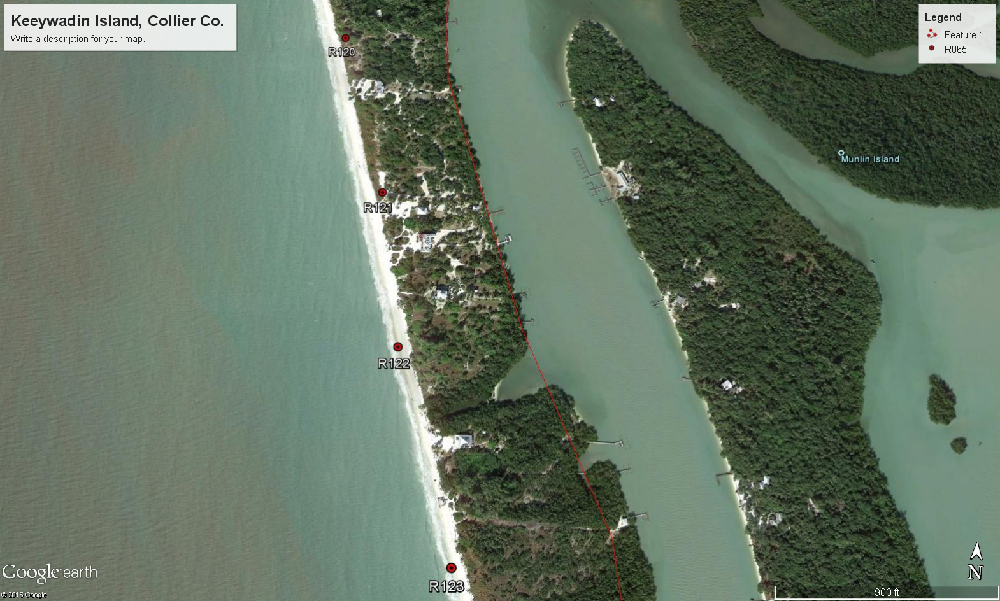 Keeywadin Island, Collier Co.
Write a description for your map.
Legend
Feature 1
R065
R120
R121
R122
R123
Munlin Island
Google earth
© 2015 Google
N
900 ft